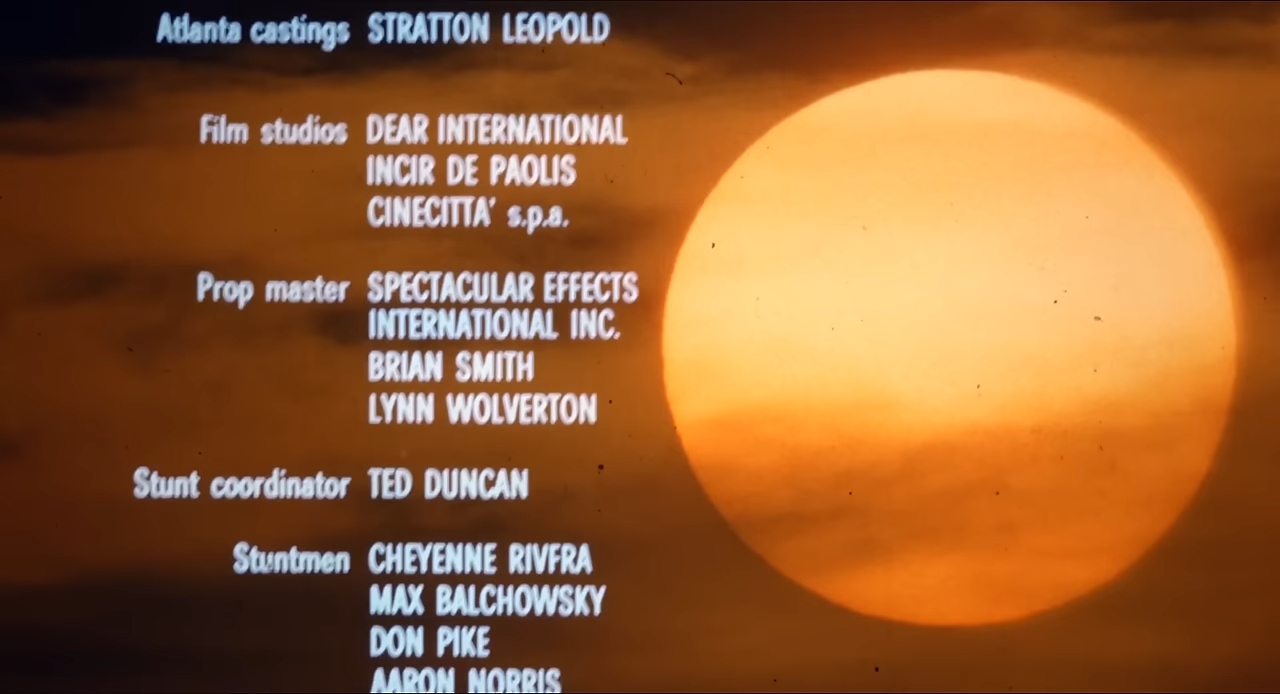 Atlanta castings STRATTON LEOPOLD
Film studios DEAR INTERNATIONAL
INCIR DE PAOLIS
CINECITTA' s.p.a.
Prop master SPECTACULAR EFFECTS
INTERNATIONAL INC.
BRIAN SMITH
LYNN WOLVERTON
Stunt coordinator TED DUNCAN
Stuntmen CHEYENNE RIVFRA
MAX BALCHOWSKY
DON PIKE
AARON NORRIS